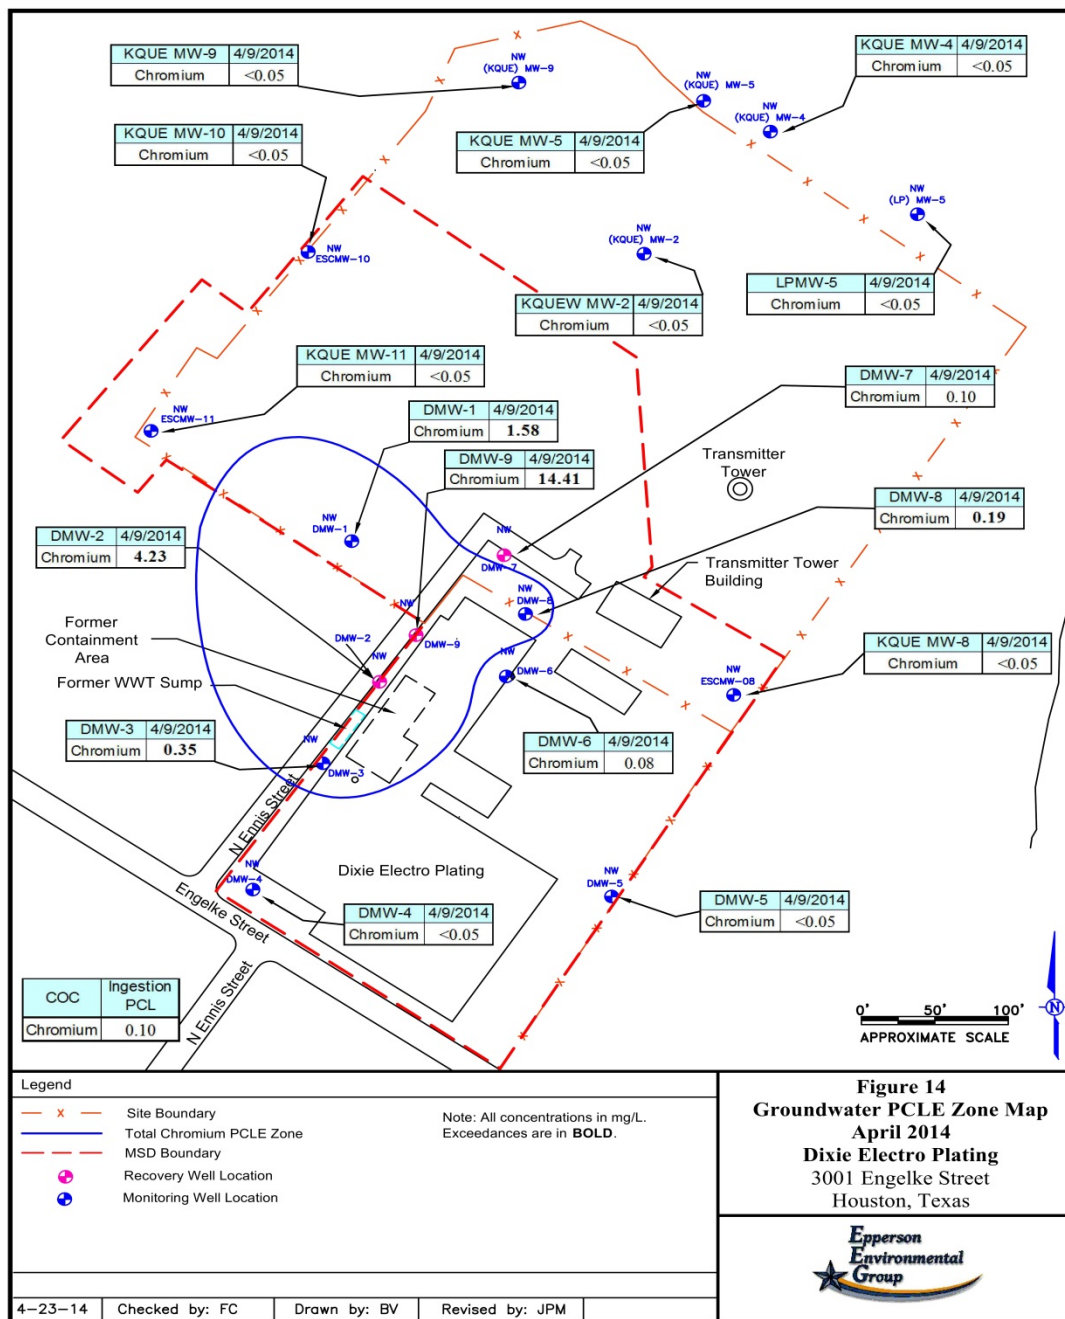 KQUE MW-9 4/9/2014
Chromium <0.05
NW
(KQUE) MW-9
NW
(KQUE) MW-5
KQUE MW-4 4/9/2014
Chromium <0.05
NW
(KQUE) MW-4
KQUE MW-10 4/9/2014
Chromium <0.05
KQUE MW-5 4/9/2014
Chromium <0.05
NW
(LP) MW-5
NW
ESCMW-10
NW
(KQUE) MW-2
LPMW-5 4/9/2014
Chromium <0.05
KQUEW MW-2 4/9/2014
Chromium <0.05
KQUE MW-11 4/9/2014
Chromium <0.05
DMW-7 4/9/2014
Chromium 0.10
NW
ESCMW-11
DMW-1 4/9/2014
Chromium 1.58
DMW-9 4/9/2014
Chromium 14.41
Transmitter
Tower
DMW-8 4/9/2014
Chromium 0.19
DMW-2 4/9/2014
Chromium 4.23
NW
DMW-1
NW
DMW-7
Transmitter Tower
Building
NW
DMW-8
NW
DMW-9
Former
Containment
Area
DMW-2
NW
Former WWT Sump
NW
DMW-6
KQUE MW-8 4/9/2014
Chromium <0.05
NW
ESCMW-08
DMW-3 4/9/2014
Chromium 0.35
NW
DMW-3
DMW-6 4/9/2014
Chromium 0.08
N Ennis Street
NW
DMW-4
Dixie Electro Plating
NW
DMW-5
DMW-5 4/9/2014
Chromium <0.05
Engelke Street
DMW-4 4/9/2014
Chromium <0.05
N Ennis Street
COC Ingestion
PCL
Chromium 0.10
0' 50' 100'
APPROXIMATE SCALE
N
Legend
x x Site Boundary
Total Chromium PCLE Zone
MSD Boundary
Recovery Well Location
Monitoring Well Location
Note: All concentrations in mg/L.
Exceedances are in BOLD.
Figure 14
Groundwater PCLE Zone Map
April 2014
Dixie Electro Plating
3001 Engelke Street
Houston, Texas
Epperson
Environmental
Group
4-23-14 Checked by: FC Drawn by: BV Revised by: JPM